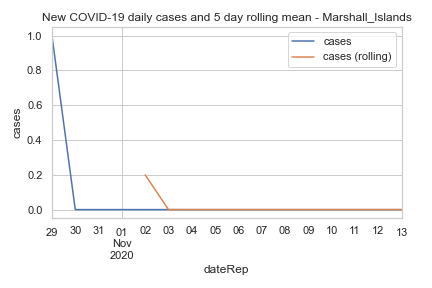 New COVID-19 daily cases and 5 day rolling mean - Marshall_Islands
cases
cases (rolling)
cases
1.0
0.8
0.6
0.4
0.2
0.0
29 30 31 01 02 03 04 05 06 07 08 09 10 11 12 13
Nov
2020
dateRep